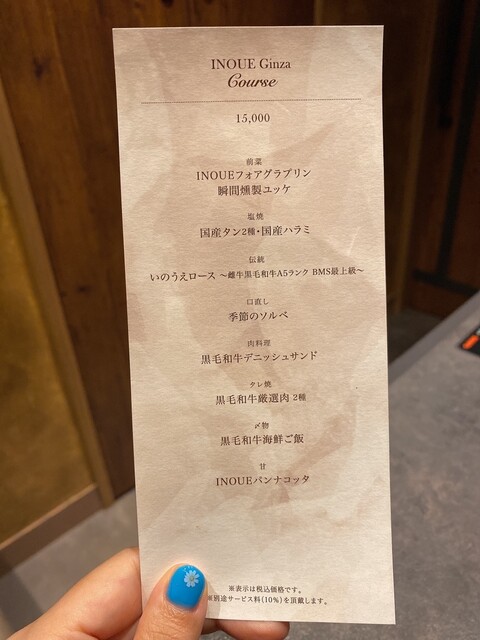 INOUE Ginza
Course
15,000
前菜
INOUEフォアグラプリン
瞬間燻製ユッケ
塩焼
国産タン2種・国産ハラミ
伝統
いのうえロース ～雌牛黒毛和牛A5ランク BMS最上級～
口直し
季節のソルベ
肉料理
黒毛和牛デニッシュサンド
タレ焼
黒毛和牛厳選肉 2種
〆物
黒毛和牛海鮮ご飯
甘
INOUEパンナコッタ
※表示は税込価格です。
※別途サービス料(10%)を頂戴します。